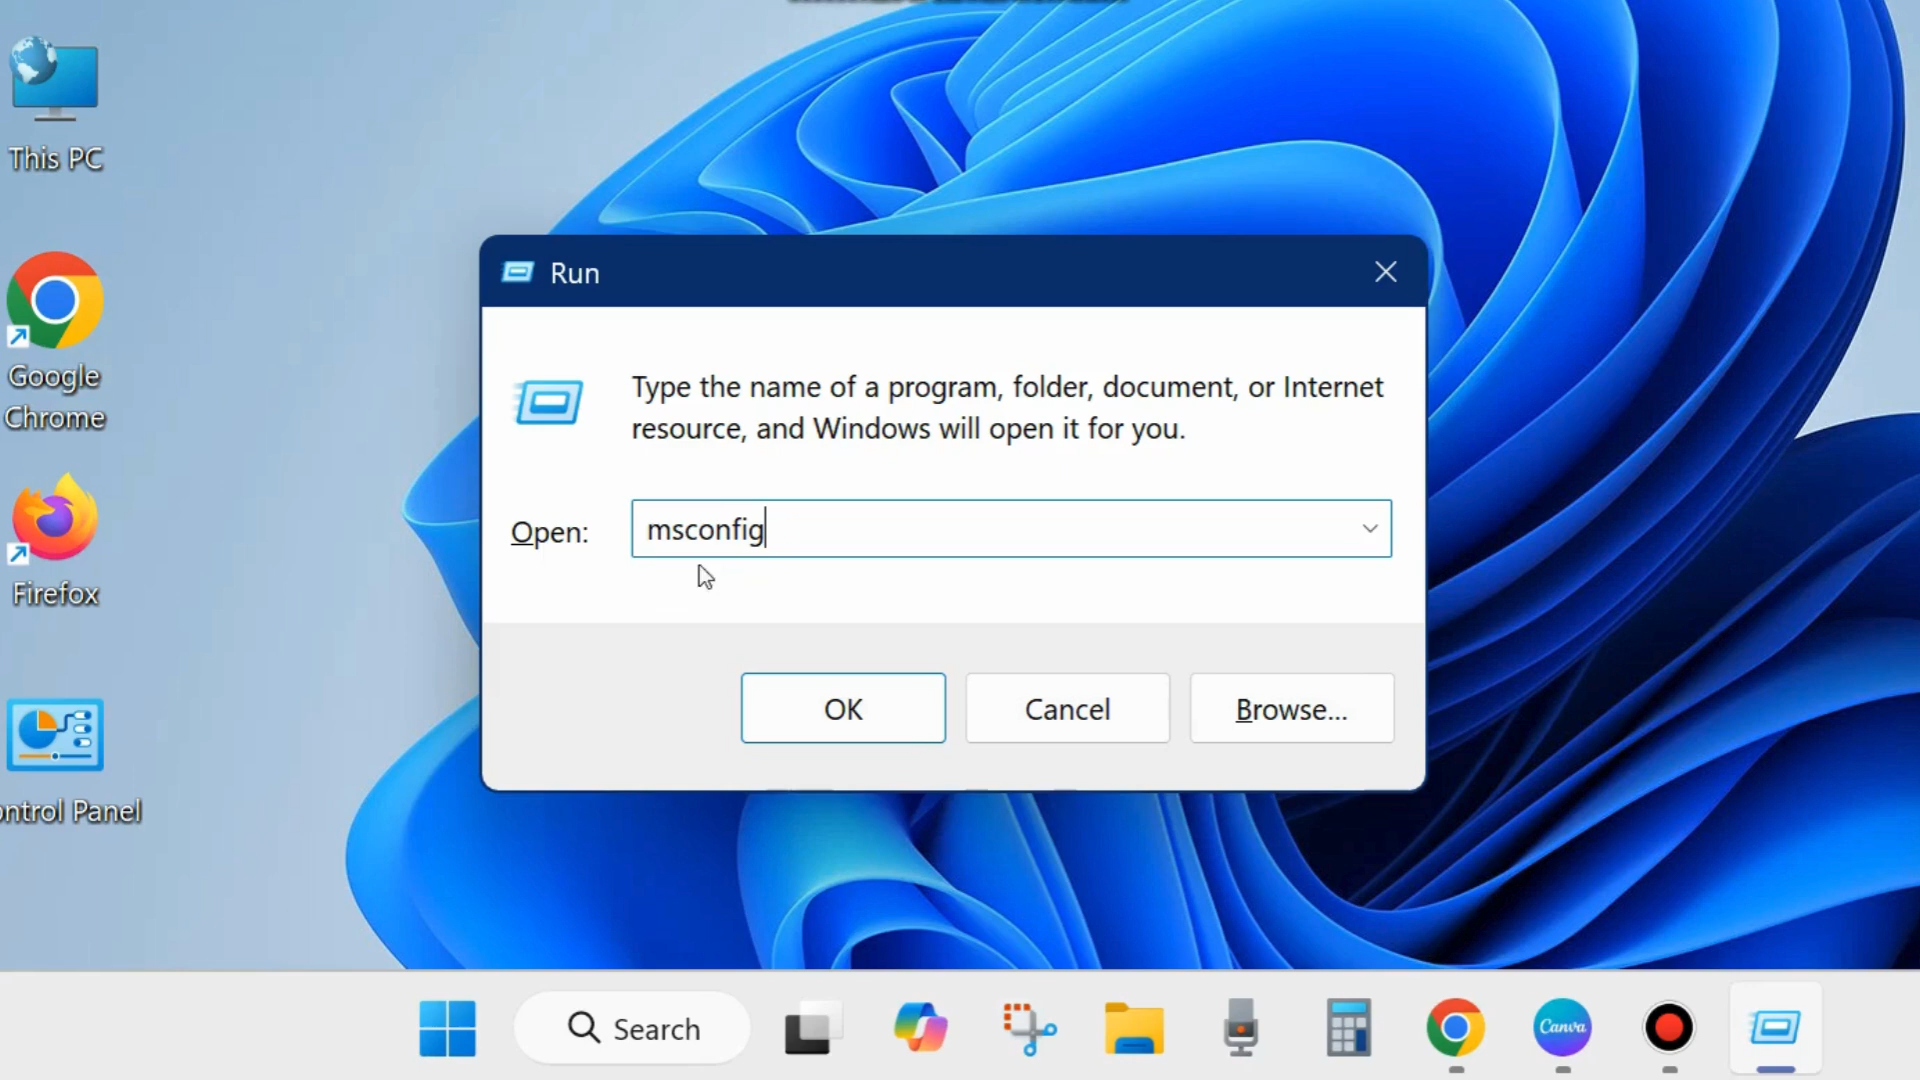 This PC
Google
Chrome
Firefox
ontrol Panel
Run
Type the name of a program, folder, document, or Internet
resource, and Windows will open it for you.
Open:
msconfig
OK
Cancel
Browse...
Search
Canva